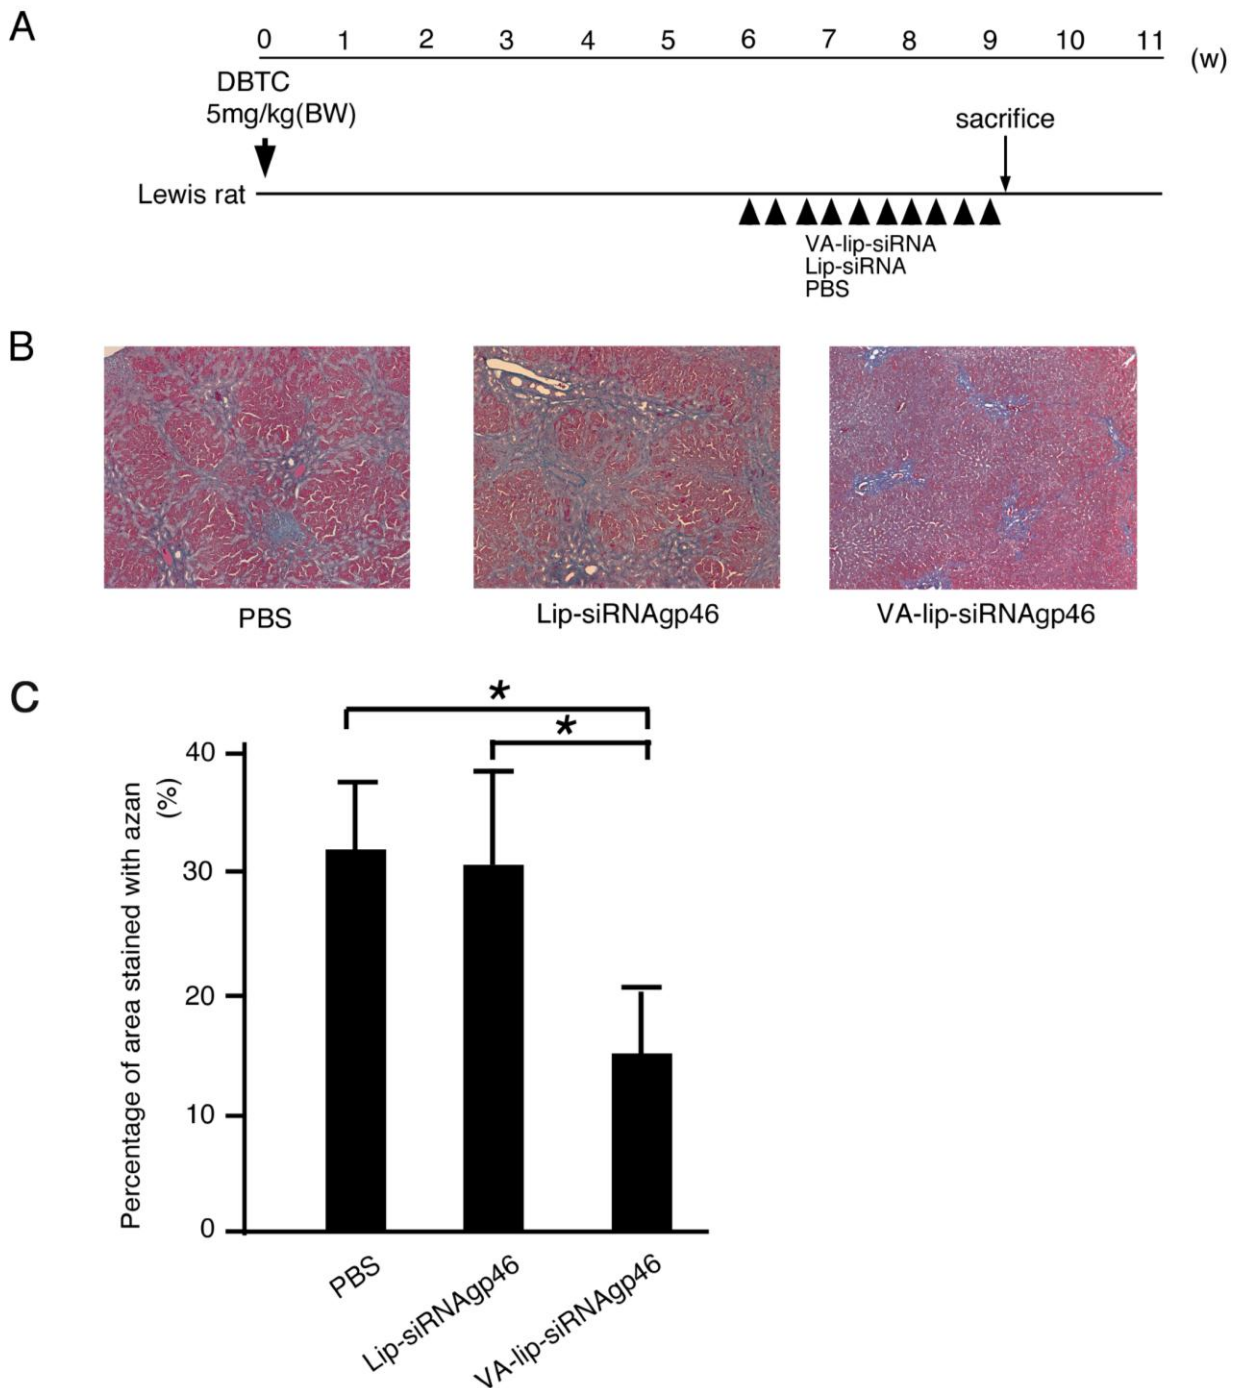 A
0 1 2 3 4 5 6 7 8 9 10 11
(w)
DBTC
5mg/kg(BW)
sacrifice
Lewis rat
VA-lip-siRNA
Lip-siRNA
PBS
B
PBS
Lip-siRNAgp46
VA-lip-siRNAgp46
C
*
*
Percentage of area stained with azan
(%)
40
30
20
10
0
PBS
Lip-siRNAgp46
VA-lip-siRNAgp46